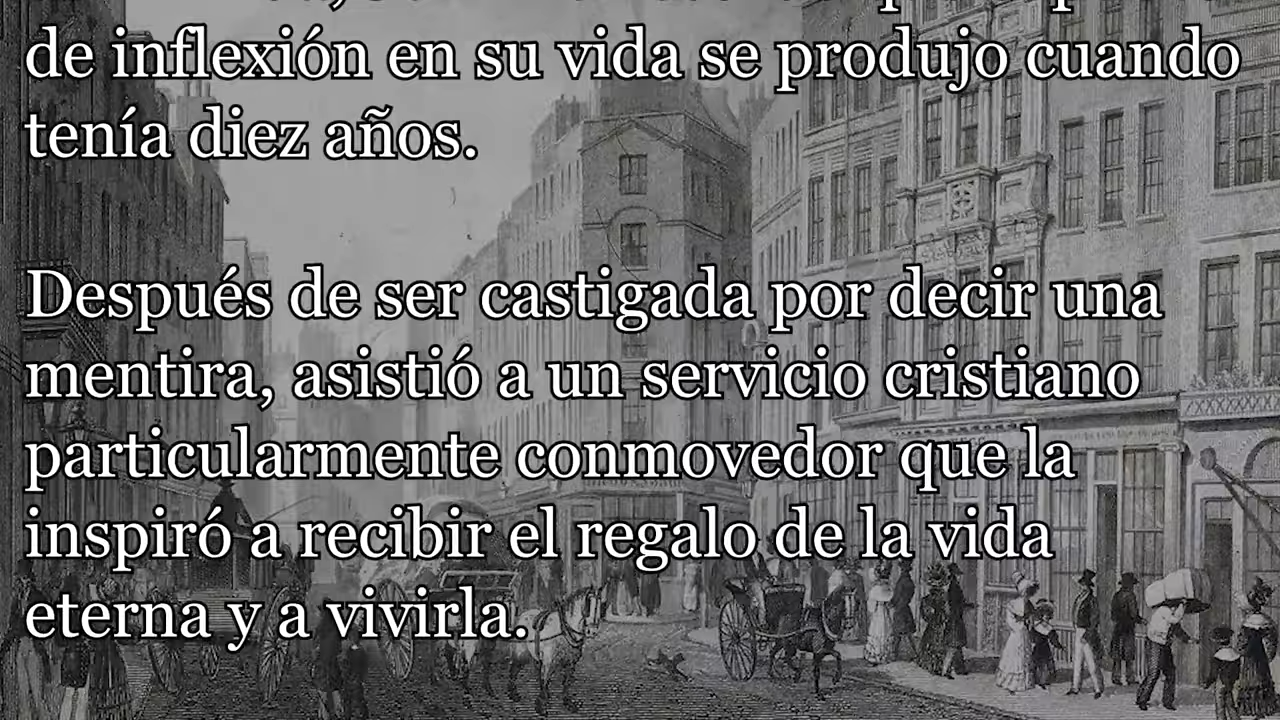 de inflexión en su vida se produjo cuando
tenía diez años.
Después de ser castigada por decir una
mentira, asistió a un servicio cristiano
particularmente conmovedor que la
inspiró a recibir el regalo de la vida
eterna y a vivirla.